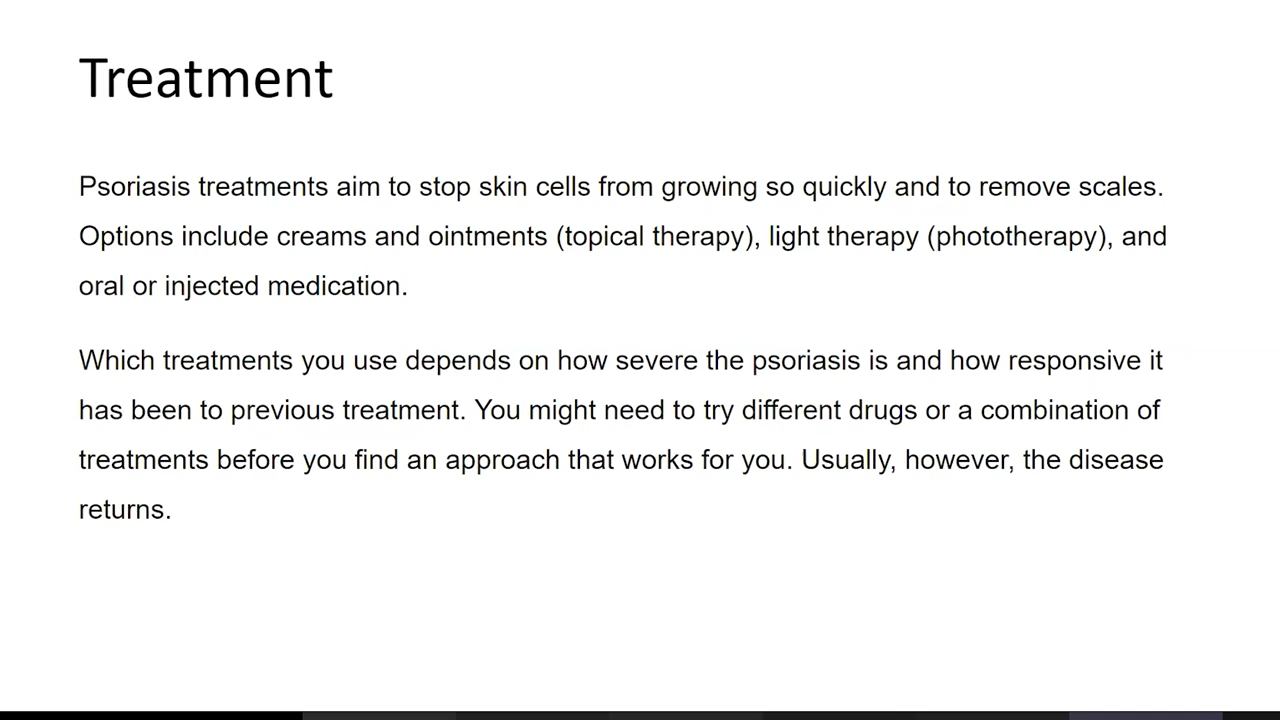 Treatment
Psoriasis treatments aim to stop skin cells from growing so quickly and to remove scales.
Options include creams and ointments (topical therapy), light therapy (phototherapy), and
oral or injected medication.
Which treatments you use depends on how severe the psoriasis is and how responsive it
has been to previous treatment. You might need to try different drugs or a combination of
treatments before you find an approach that works for you. Usually, however, the disease
returns.